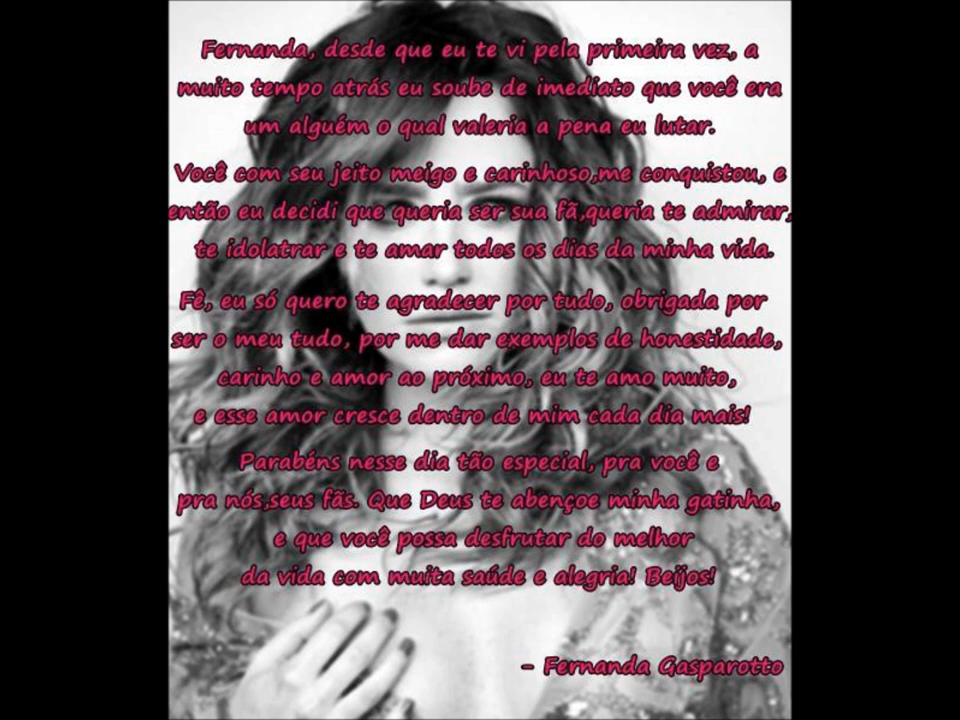 Fernanda, desde que eu te vi pela primeira vez, a
muito tempo atrás eu soube de imediato que você era
um alguém o qual valeria a pena eu lutar.
Você com seu jeito meigo e carinhoso,me conquistou, e
então eu decidi que queria ser sua fã,queria te admirar,
te idolatrar e te amar todos os dias da minha vida.
Fê, eu só quero te agradecer por tudo, obrigada por
ser o meu tudo, por me dar exemplos de honestidade,
carinho e amor ao próximo, eu te amo muito,
e esse amor cresce dentro de mim cada dia mais!
Parabéns nesse dia tão especial, pra você e
pra nós,seus fãs. Que Deus te abençoe minha gatinha,
e que você possa desfrutar do melhor
da vida com muita saúde e alegria! Beijos!
- Fernanda Gasparotto